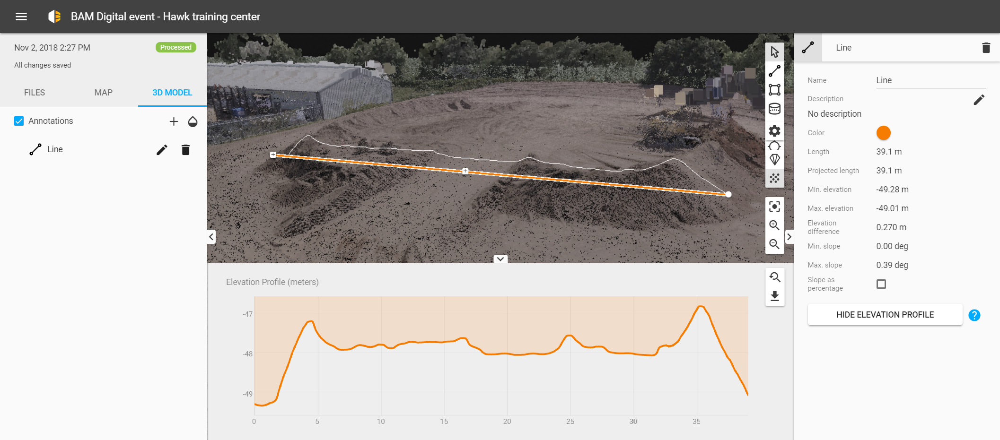 BAM Digital event - Hawk training center
Nov 2, 2018 2:27 PM
Processed
All changes saved
FILES
MAP
3D MODEL
Annotations
Line
Elevation Profile (meters)
-47
-48
-49
0
5
10
15
20
25
30
35
Line
Name
Line
Description
No description
Color
Length
39.1 m
Projected length
39.1 m
Min. elevation
-49.28 m
Max. elevation
-49.01 m
Elevation
difference
0.270 m
Min. slope
0.00 deg
Max. slope
0.39 deg
Slope as
percentage
HIDE ELEVATION PROFILE
?